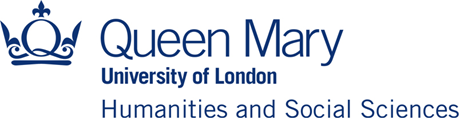 Queen Mary
University of London
Humanities and Social Sciences